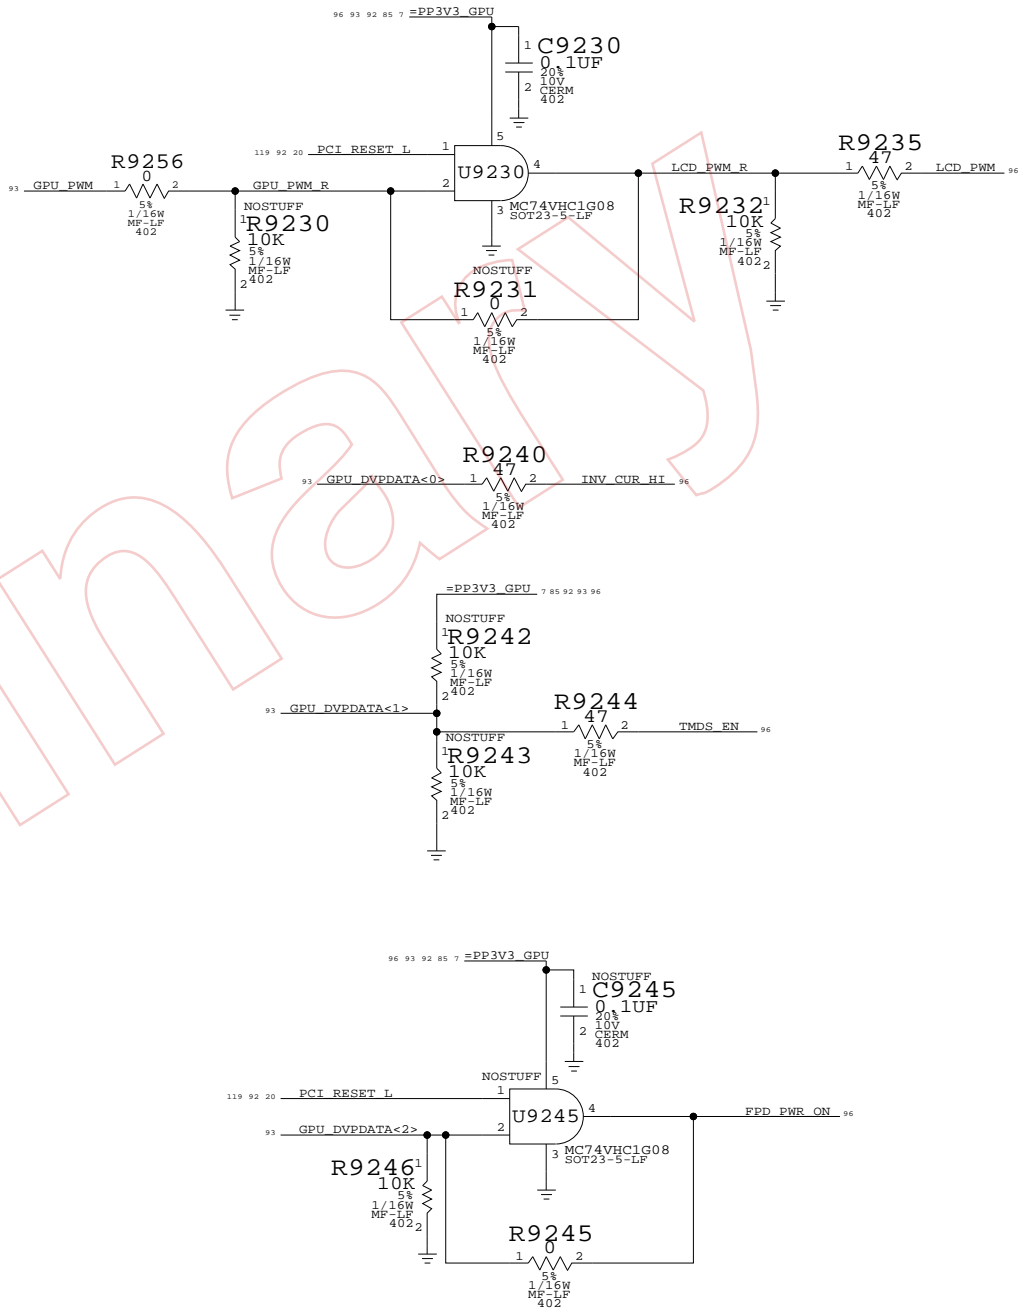 96 93 92 85 7 =PP3V3_GPU
1 C9230
0.1UF
20%
10V
2 CERM
402
5
119 92 20 PCI_RESET_L 1
U9230 4
LCD_PWM_R
R9235
47
1 2 LCD_PWM 96
5%
1/16W
MF-LF
402
R9256
0
93 GPU_PWM 1 2 GPU_PWM_R 2
5%
1/16W
MF-LF
402
3 MC74VHC1G08
SOT23-5-LF
NOSTUFF
1 R9230
10K
5%
1/16W
MF-LF
2 402
R9232 1
10K
5%
1/16W
MF-LF
402 2
NOSTUFF
R9231
0
1 2
5%
1/16W
MF-LF
402
R9240
47
93 GPU_DVPDATA<0> 1 2 INV_CUR_HI 96
5%
1/16W
MF-LF
402
=PP3V3_GPU 7 85 92 93 96
NOSTUFF
1 R9242
10K
5%
1/16W
MF-LF
2 402
93 GPU_DVPDATA<1>
R9244
47
1 2 TMDS_EN 96
5%
1/16W
MF-LF
402
NOSTUFF
1 R9243
10K
5%
1/16W
MF-LF
2 402
96 93 92 85 7 =PP3V3_GPU
NOSTUFF
1 C9245
0.1UF
20%
10V
2 CERM
402
NOSTUFF 5
119 92 20 PCI_RESET_L 1
U9245 4 FPD_PWR_ON 96
93 GPU_DVPDATA<2> 2
3 MC74VHC1G08
SOT23-5-LF
R9246 1
10K
5%
1/16W
MF-LF
402 2
R9245
0
1 2
5%
1/16W
MF-LF
402
inary